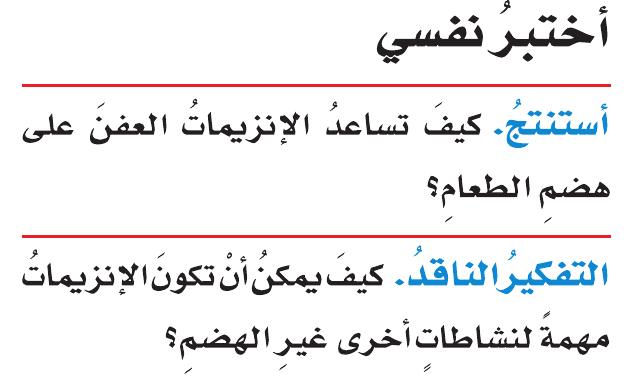 أختبرُ نفسي
أستنتجُ. كيفَ تساعدُ الإنزيماتُ العفنَ على
هضمِ الطعامِ؟
التفكيرُ الناقدُ. كيفَ يمكنُ أنْ تكونَ الإنزيماتُ
مهمةً لنشاطاتٍ أخرى غيرِ الهضمِ؟